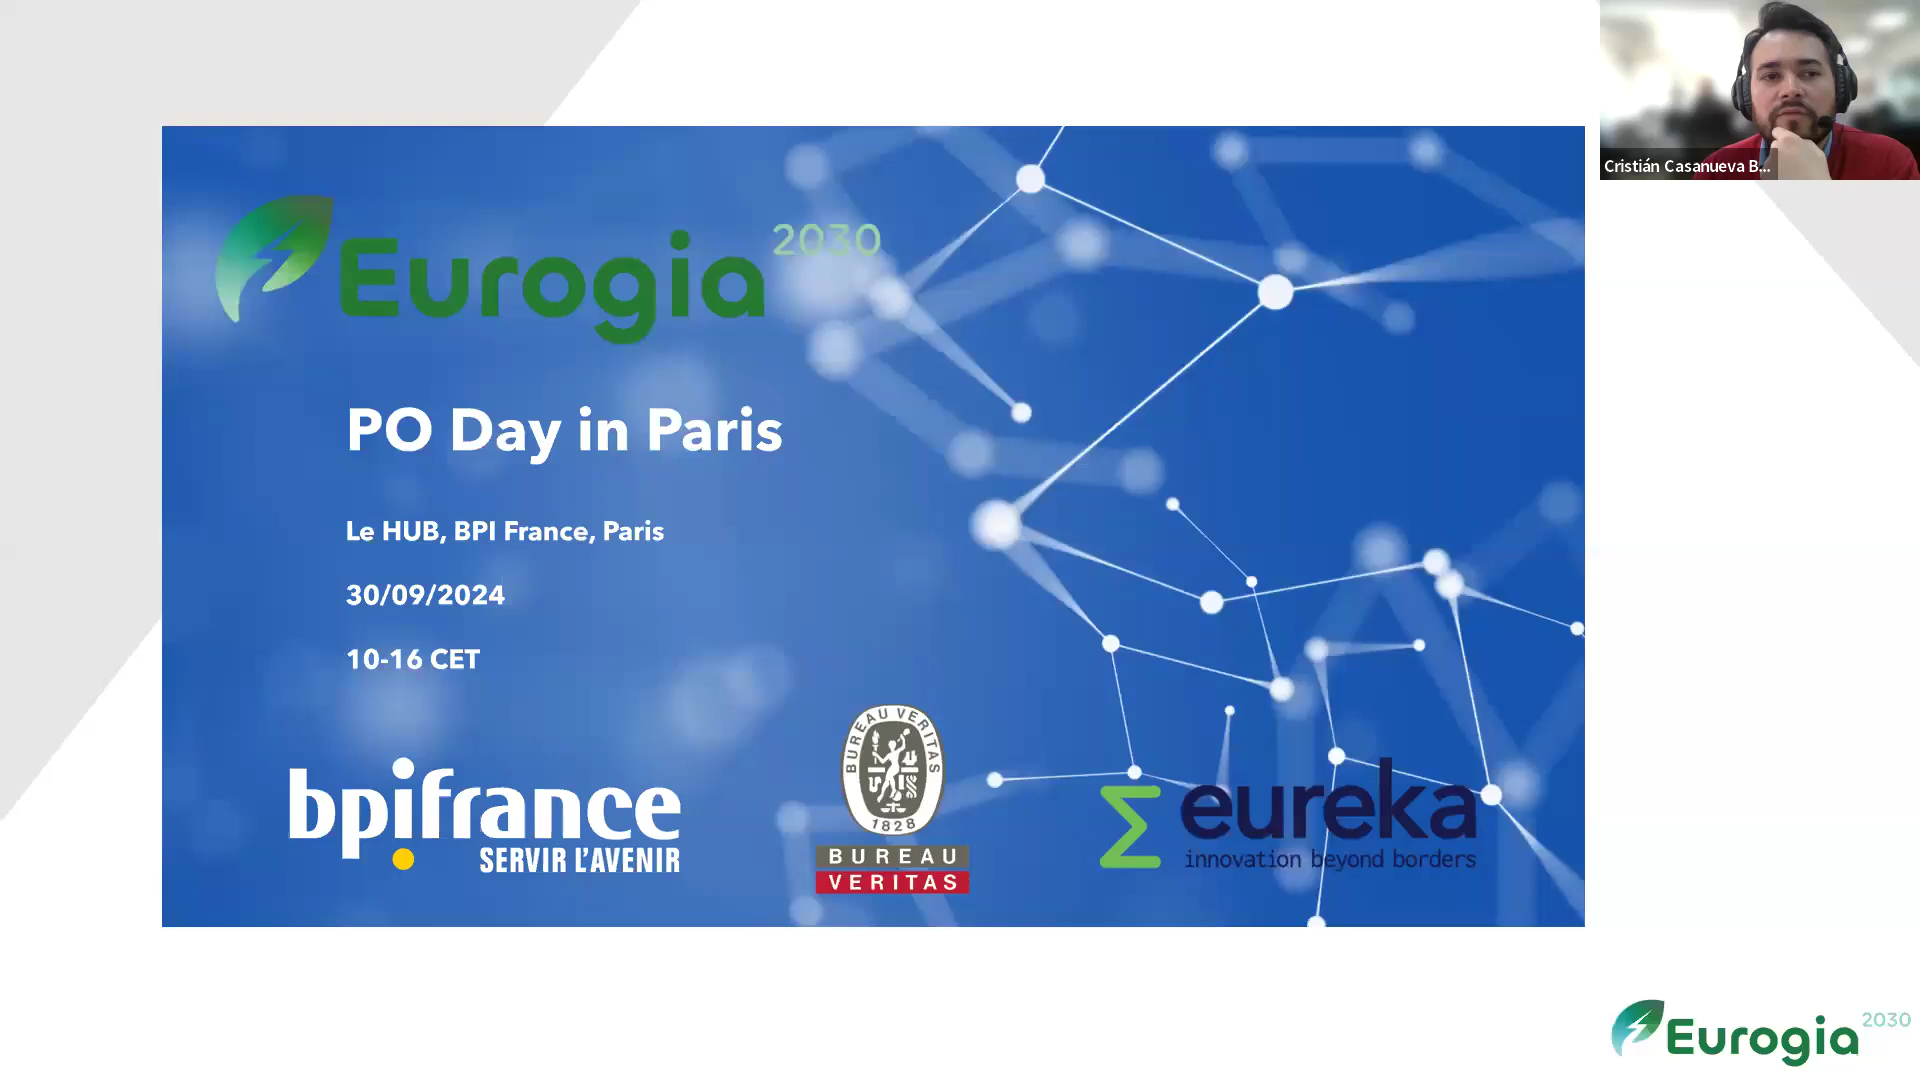 Cristián Casanueva B...
Eurogia 2030
PO Day in Paris
Le HUB, BPI France, Paris
30/09/2024
10-16 CET
bpifrance
SERVIR L'AVENIR
BUREAU VERITAS
1828
BUREAU
VERITAS
eureka
innovation beyond borders
Eurogia 2030